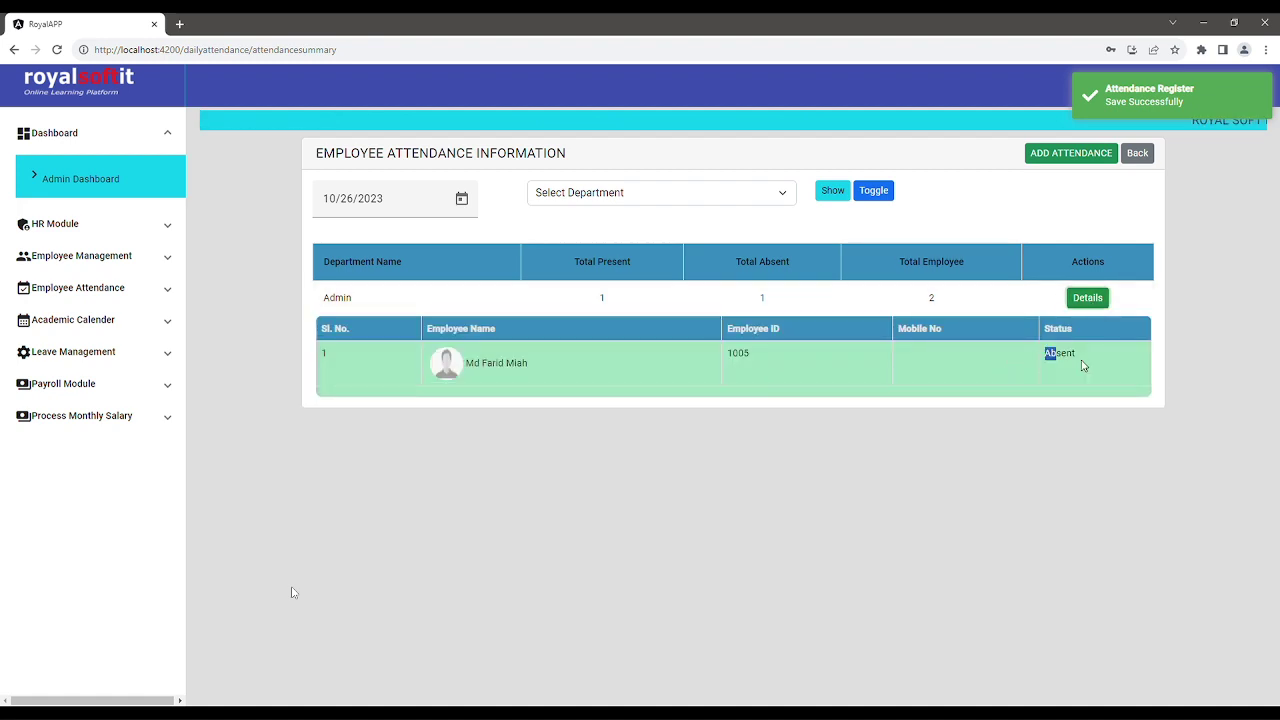 RoyalAPP
http://localhost:4200/dailyattendance/attendancesummary
royalsoftit
Online Learning Platform
Attendance Register
Save Successfully
ROYAL SOFT I
Dashboard
Admin Dashboard
HR Module
Employee Management
Employee Attendance
Academic Calender
Leave Management
Payroll Module
Process Monthly Salary
EMPLOYEE ATTENDANCE INFORMATION
ADD ATTENDANCE
Back
10/26/2023
Select Department
Show
Toggle
Department Name Total Present Total Absent Total Employee Actions
Admin 1 1 2 Details
Sl. No. Employee Name Employee ID Mobile No Status
1 Md Farid Miah 1005 Absent